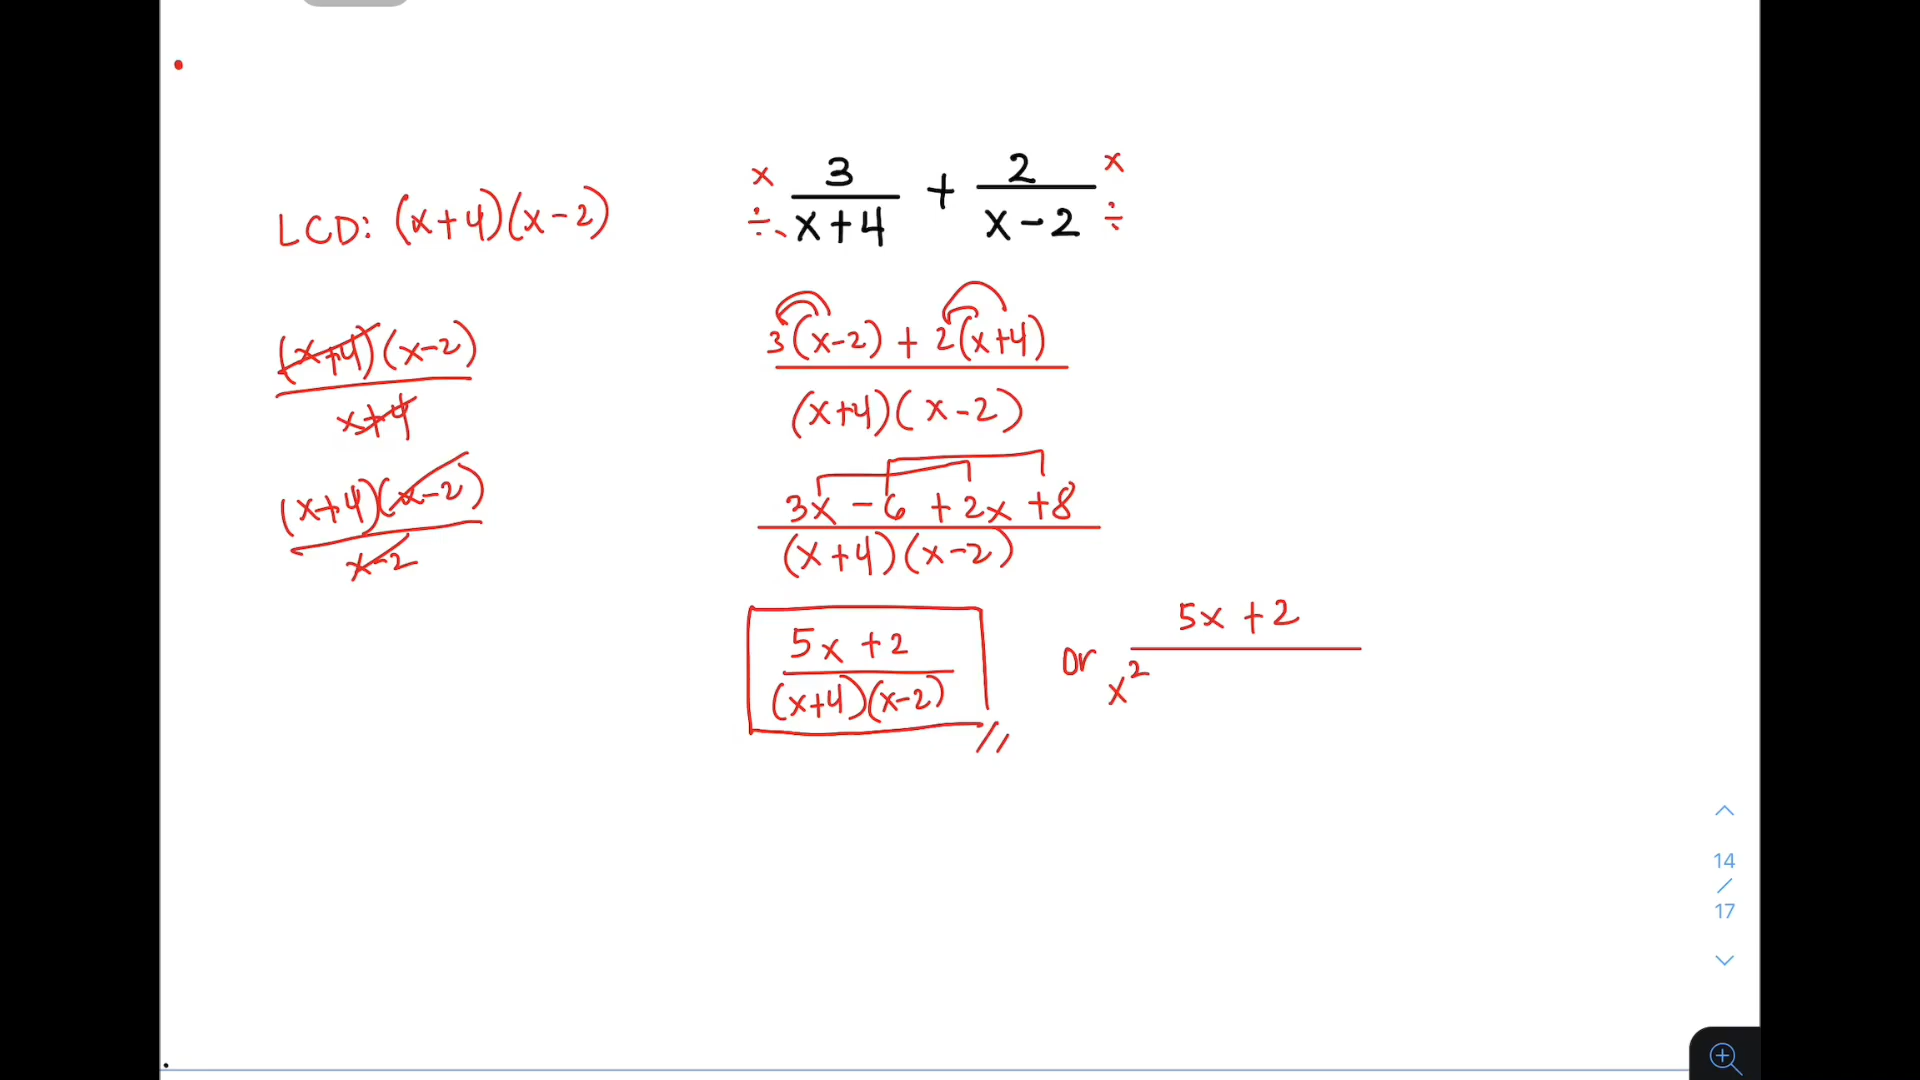 LCD: (x+4)(x-2)
x 3/x+4 + 2/x-2 x
÷ ÷
(x+4)(x-2)/x+4
(x+4)(x-2)/x-2
3(x-2) + 2(x+4)
(x+4)(x-2)
3x - 6 + 2x + 8
(x+4)(x-2)
5x + 2
(x+4)(x-2)
or
5x + 2
x²
14
/
17